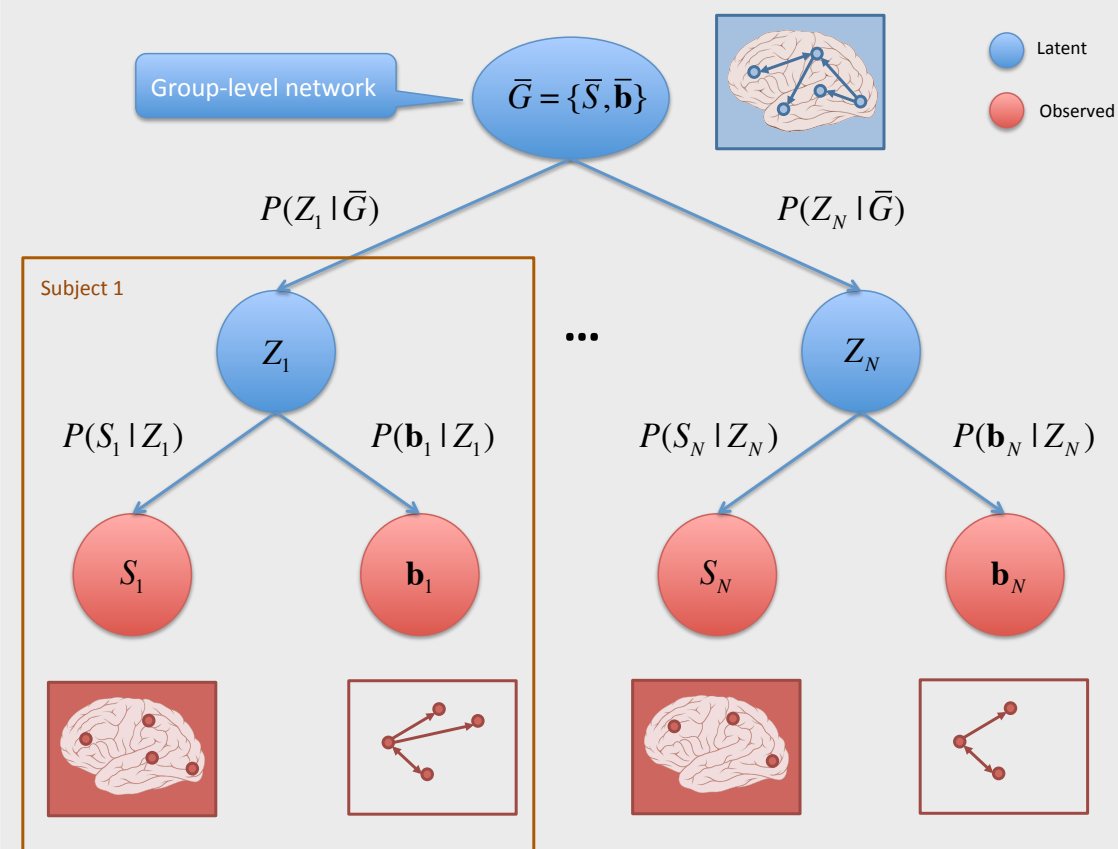 Group-level network
G̅ = {S̅, b̅}
Latent
Observed
P(Z₁ | G̅)
P(Z_N | G̅)
Subject 1
Z₁
...
Z_N
P(S₁ | Z₁)
P(b₁ | Z₁)
P(S_N | Z_N)
P(b_N | Z_N)
S₁
b₁
S_N
b_N